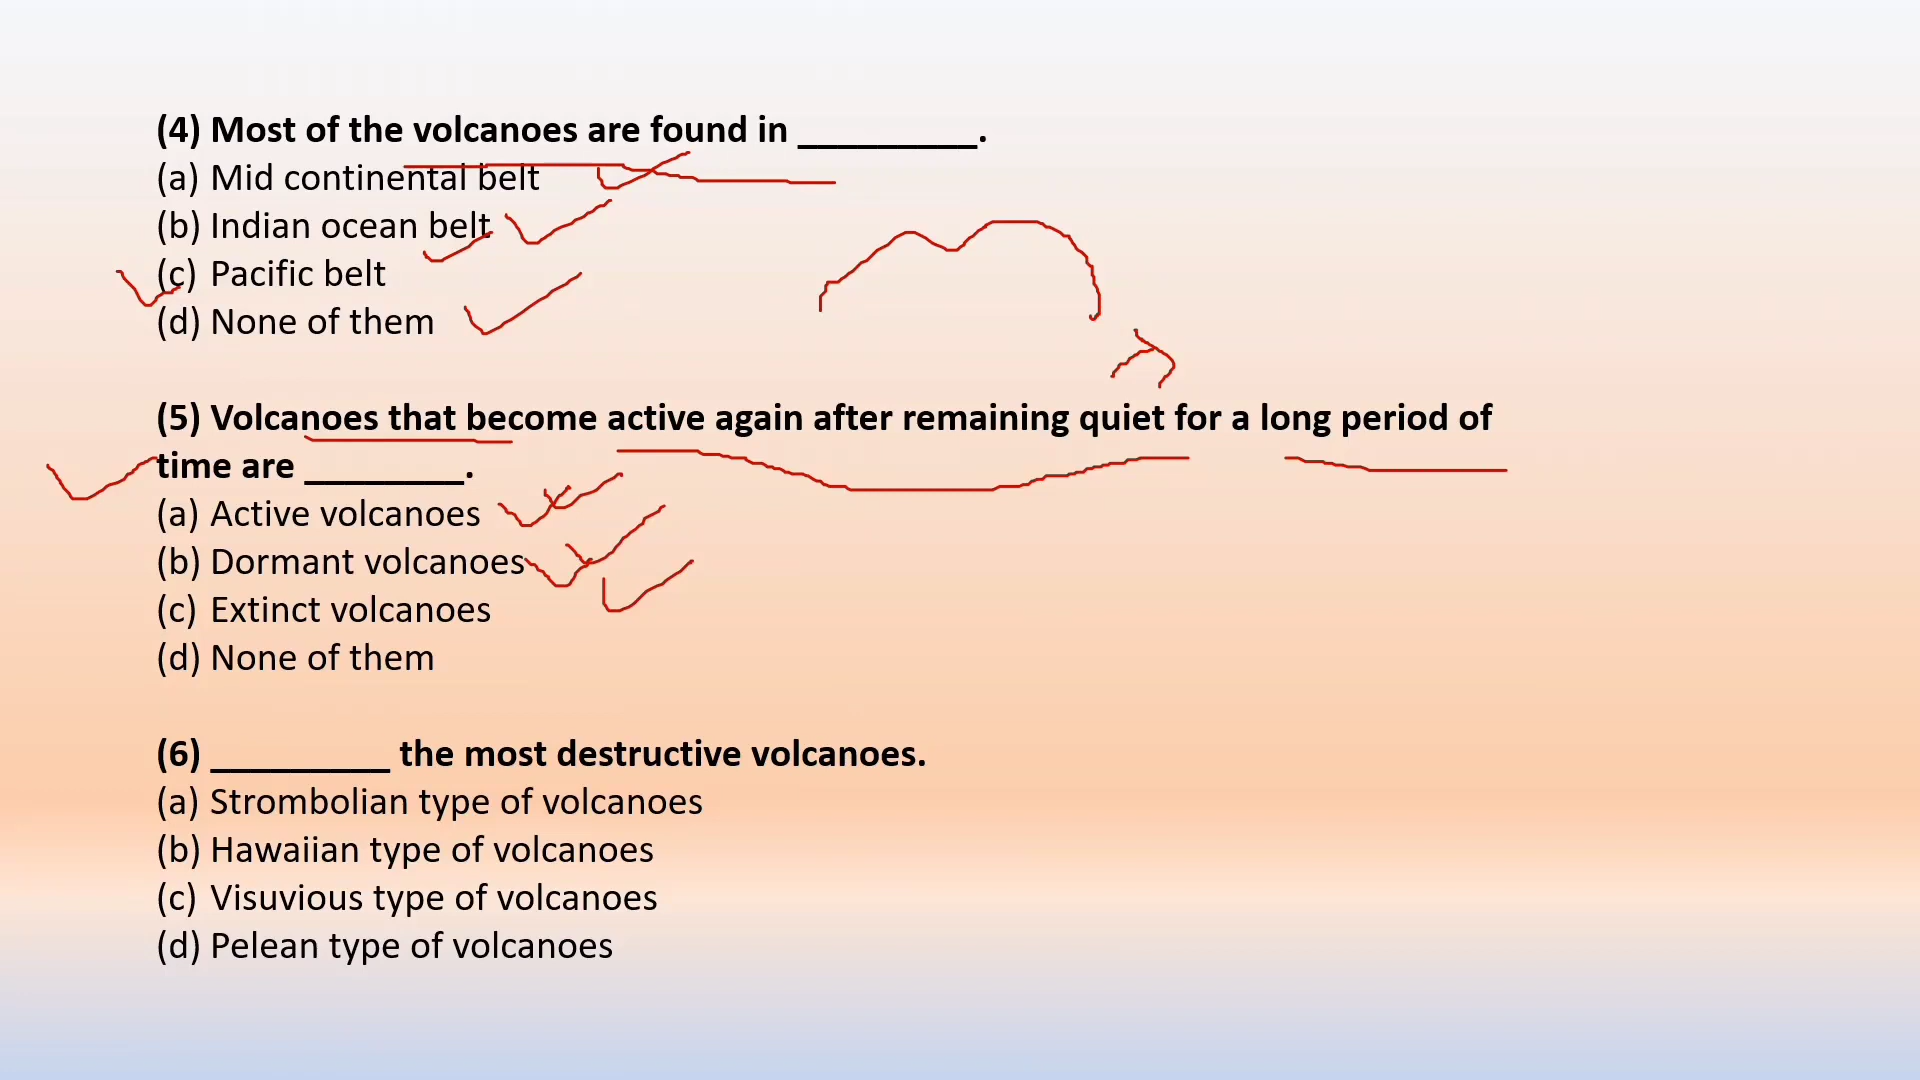 (4) Most of the volcanoes are found in _________.
(a) Mid continental belt
(b) Indian ocean belt
(c) Pacific belt
(d) None of them
(5) Volcanoes that become active again after remaining quiet for a long period of
time are ________.
(a) Active volcanoes
(b) Dormant volcanoes
(c) Extinct volcanoes
(d) None of them
(6) _________ the most destructive volcanoes.
(a) Strombolian type of volcanoes
(b) Hawaiian type of volcanoes
(c) Visuvious type of volcanoes
(d) Pelean type of volcanoes